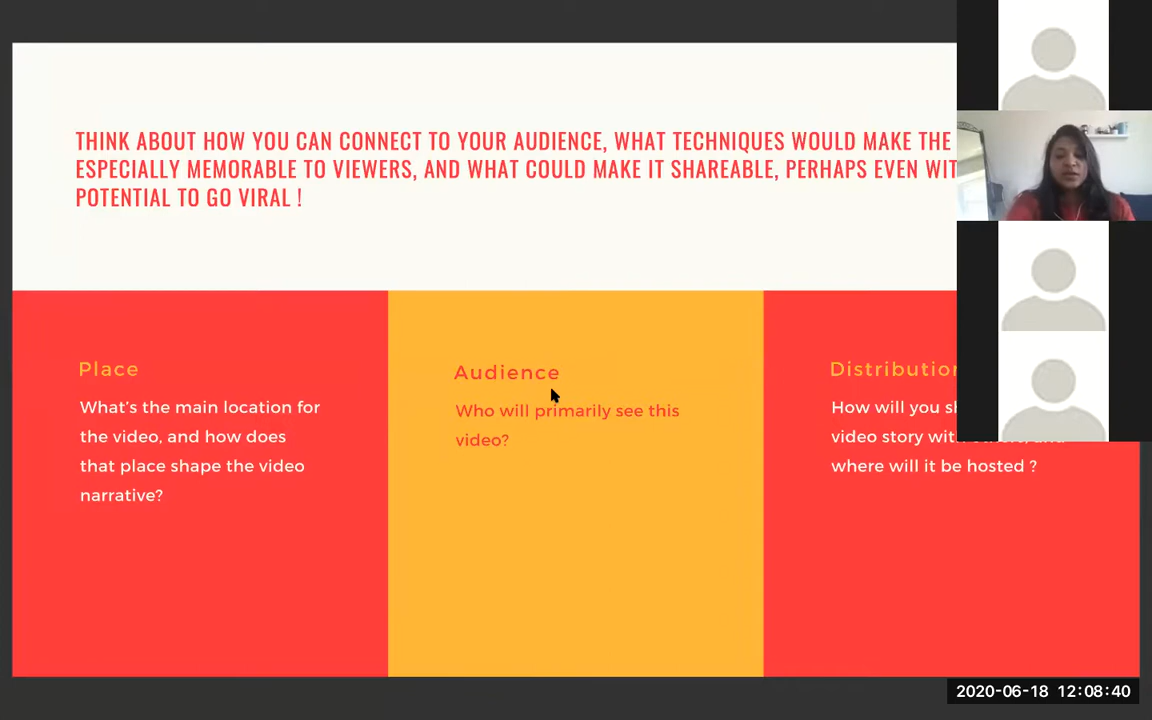 THINK ABOUT HOW YOU CAN CONNECT TO YOUR AUDIENCE, WHAT TECHNIQUES WOULD MAKE THE
ESPECIALLY MEMORABLE TO VIEWERS, AND WHAT COULD MAKE IT SHAREABLE, PERHAPS EVEN
POTENTIAL TO GO VIRAL !
Place
What's the main location for
the video, and how does
that place shape the video
narrative?
Audience
Who will primarily see this
video?
Distribution
How will you
video story with
where will it be hosted ?
2020-06-18 12:08:40